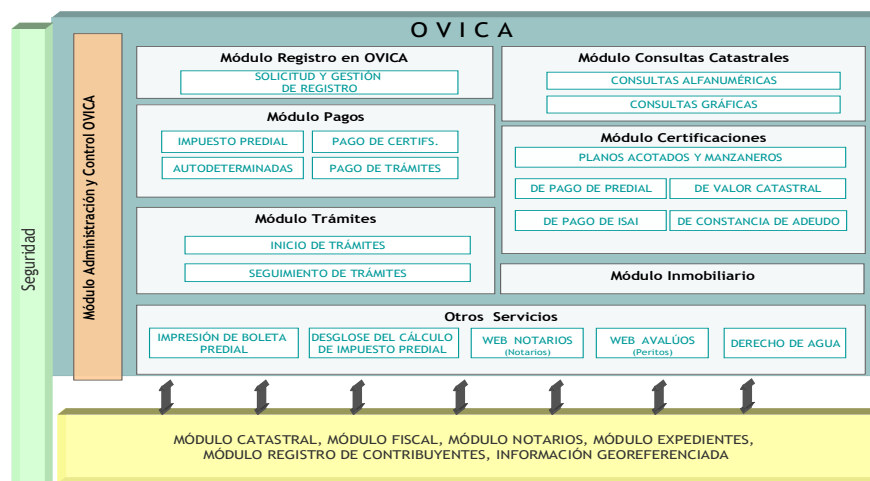 OVICA
Seguridad
Módulo Administración y Control OVICA
Módulo Registro en OVICA
SOLICITUD Y GESTIÓN
DE REGISTRO
Módulo Pagos
IMPUESTO PREDIAL
PAGO DE CERTIFS.
AUTODETERMINADAS
PAGO DE TRÁMITES
Módulo Trámites
INICIO DE TRÁMITES
SEGUIMIENTO DE TRÁMITES
Módulo Consultas Catastrales
CONSULTAS ALFANUMÉRICAS
CONSULTAS GRÁFICAS
Módulo Certificaciones
PLANOS ACOTADOS Y MANZANEROS
DE PAGO DE PREDIAL
DE VALOR CATASTRAL
DE PAGO DE ISAI
DE CONSTANCIA DE ADEUDO
Módulo Inmobiliario
Otros Servicios
IMPRESIÓN DE BOLETA
PREDIAL
DESGLOSE DEL CÁLCULO
DE IMPUESTO PREDIAL
WEB NOTARIOS
(Notarios)
WEB AVALÚOS
(Peritos)
DERECHO DE AGUA
MÓDULO CATASTRAL, MÓDULO FISCAL, MÓDULO NOTARIOS, MÓDULO EXPEDIENTES,
MÓDULO REGISTRO DE CONTRIBUYENTES, INFORMACIÓN GEOREFERENCIADA